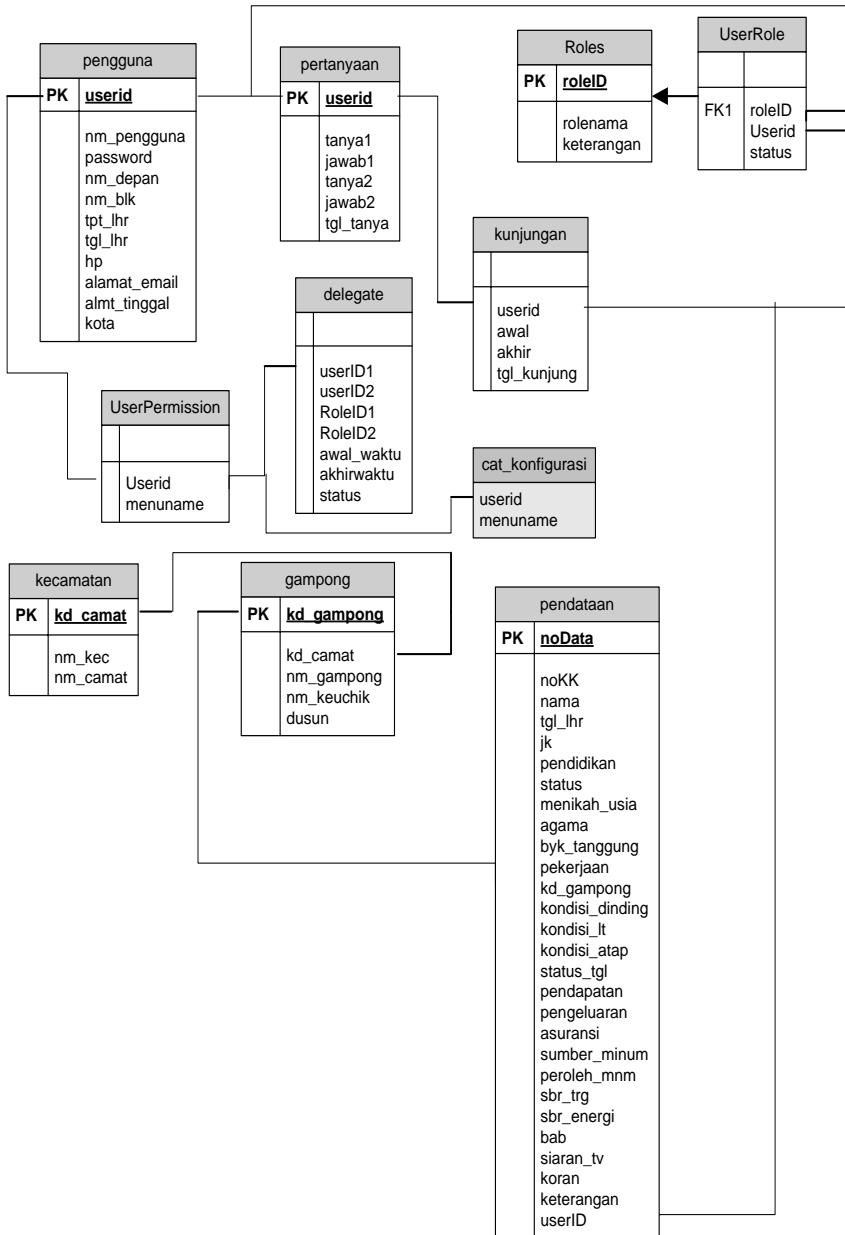 pengguna
PK userid
nm_pengguna
password
nm_depan
nm_blk
tpt_lhr
tgl_lhr
hp
alamat_email
almt_tinggal
kota
pertanyaan
PK userid
tanya1
jawab1
tanya2
jawab2
tgl_tanya
Roles
PK roleID
rolenama
keterangan
UserRole
FK1 roleID
Userid
status
kunjungan
userid
awal
akhir
tgl_kunjung
delegate
userID1
userID2
RoleID1
RoleID2
awal_waktu
akhirwaktu
status
UserPermission
Userid
menuname
cat_konfigurasi
userid
menuname
kecamatan
PK kd_camat
nm_kec
nm_camat
gampong
PK kd_gampong
kd_camat
nm_gampong
nm_keuchik
dusun
pendataan
PK noData
noKK
nama
tgl_lhr
jk
pendidikan
status
menikah_usia
agama
byk_tanggung
pekerjaan
kd_gampong
kondisi_dinding
kondisi_lt
kondisi_atap
status_tgl
pendapatan
pengeluaran
asuransi
sumber_minum
peroleh_mnm
sbr_trg
sbr_energi
bab
siaran_tv
koran
keterangan
userID